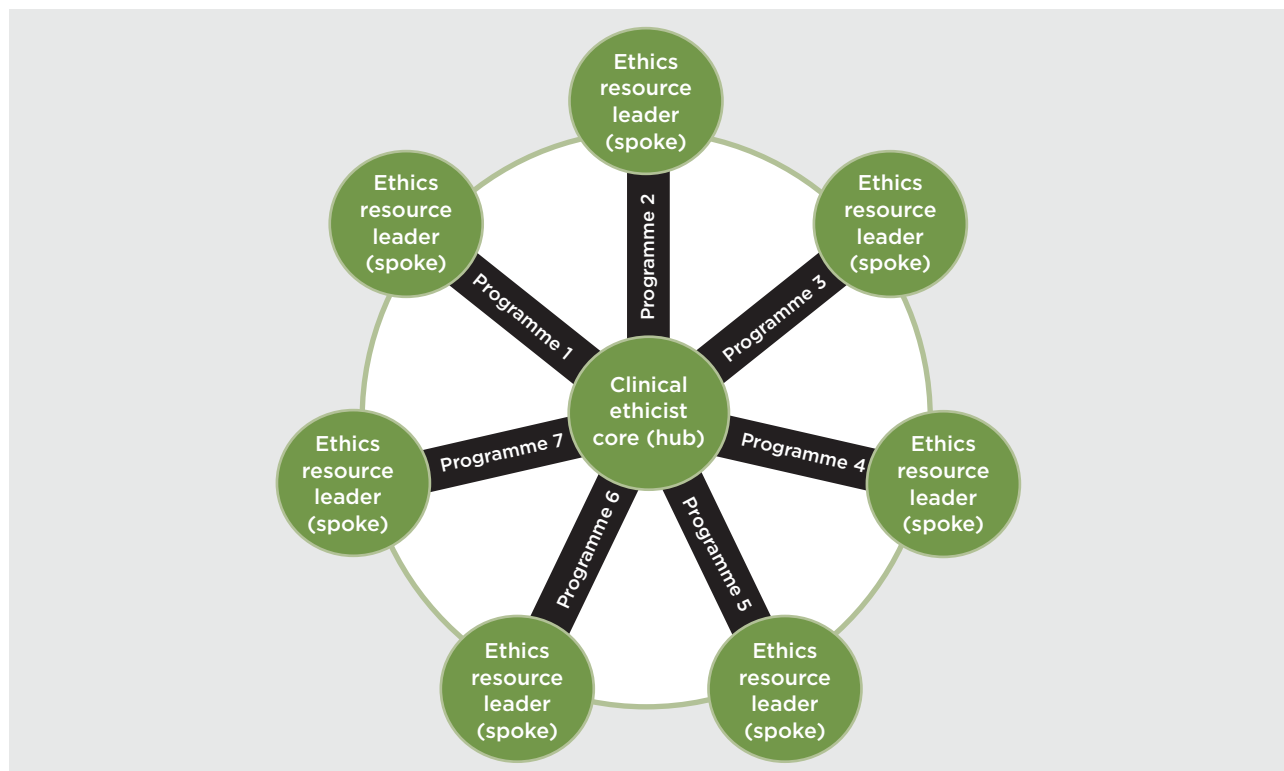 Ethics
resource
leader
(spoke)
Ethics
resource
leader
(spoke)
Ethics
resource
leader
(spoke)
Programme 2
Programme 1
Programme 3
Clinical
ethicist
core (hub)
Programme 7
Programme 4
Ethics
resource
leader
(spoke)
Ethics
resource
leader
(spoke)
Programme 6
Programme 5
Ethics
resource
leader
(spoke)
Ethics
resource
leader
(spoke)